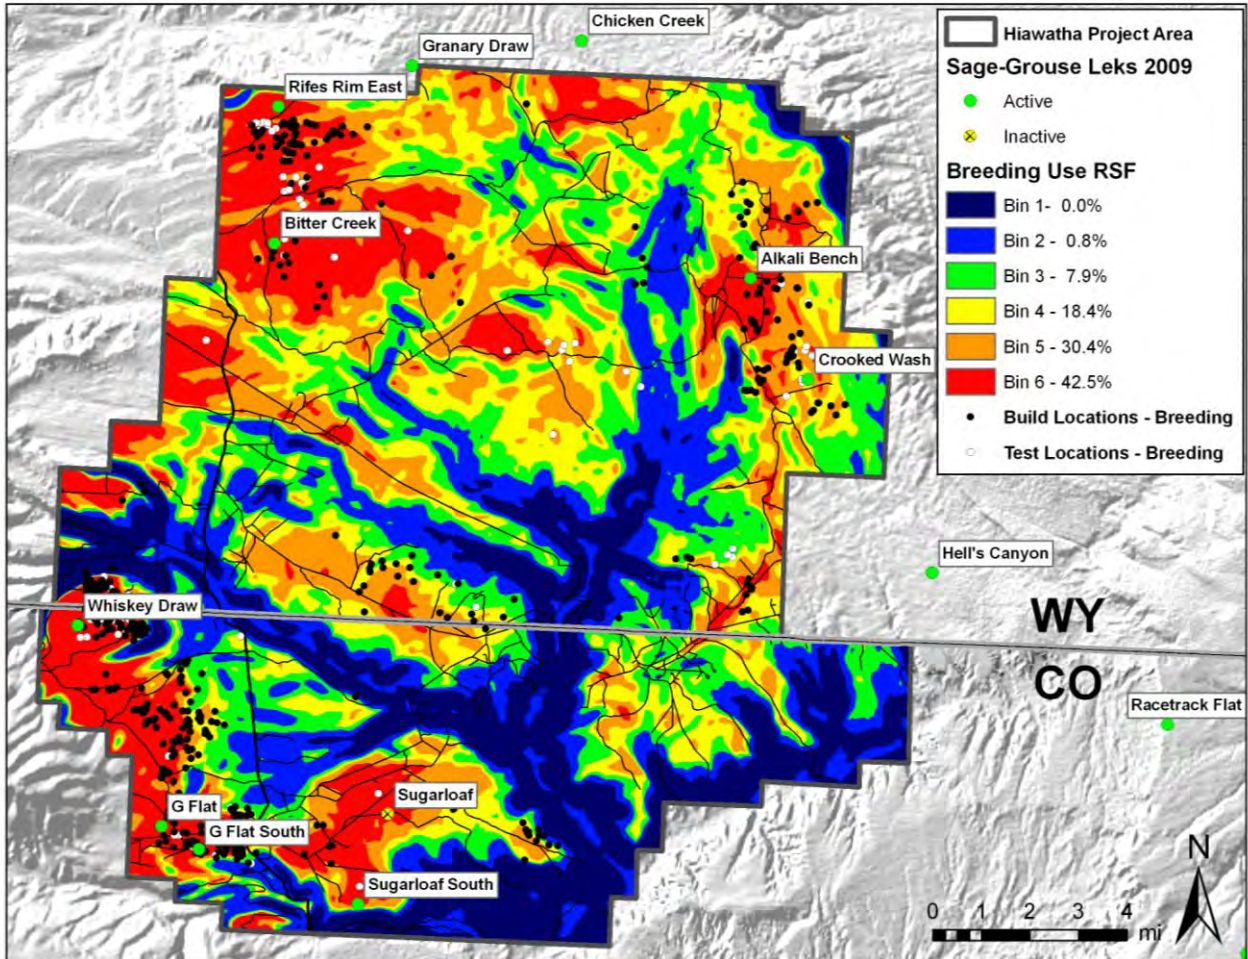 Chicken Creek
Granary Draw
Rifes Rim East
Bitter Creek
Alkali Bench
Crooked Wash
Hell's Canyon
WY
Whiskey Draw
CO
Racetrack Flat
Sugarloaf
G Flat
G Flat South
Sugarloaf South
Hiawatha Project Area
Sage-Grouse Leks 2009
Active
Inactive
Breeding Use RSF
Bin 1- 0.0%
Bin 2 - 0.8%
Bin 3 - 7.9%
Bin 4 - 18.4%
Bin 5 - 30.4%
Bin 6 - 42.5%
Build Locations - Breeding
Test Locations - Breeding
N
0 1 2 3 4
mi